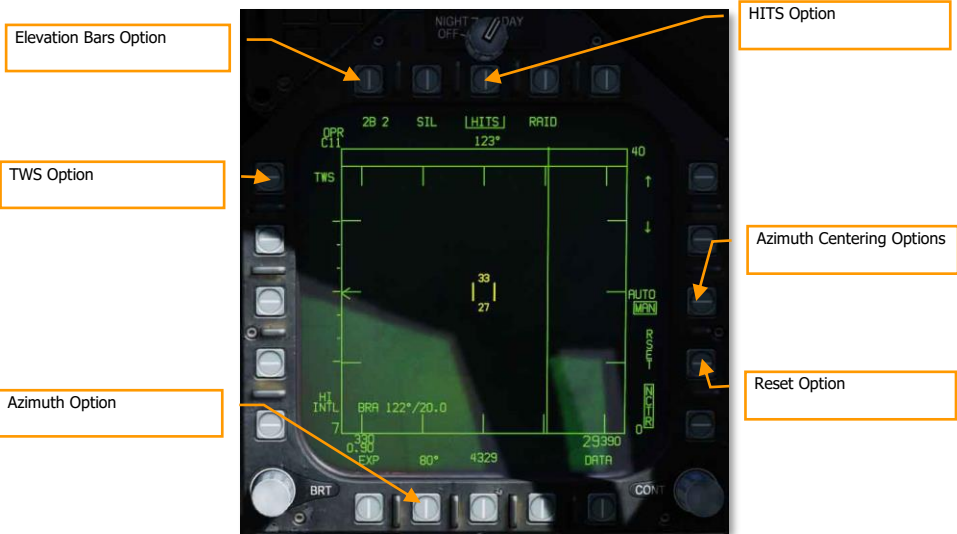 HITS Option
Elevation Bars Option
NIGHT DAY
OFF
2B 2 SIL HITS RAID
OPR
C11
123°
40
TWS Option
TWS
Azimuth Centering Options
33
27
AUTO
MAN
RSET
Reset Option
Azimuth Option
HI
INTL
BRA 122°/20.0
NCTR
7
0
330
29390
0.90
EXP 80° 4329 DATA
BRT
CONT